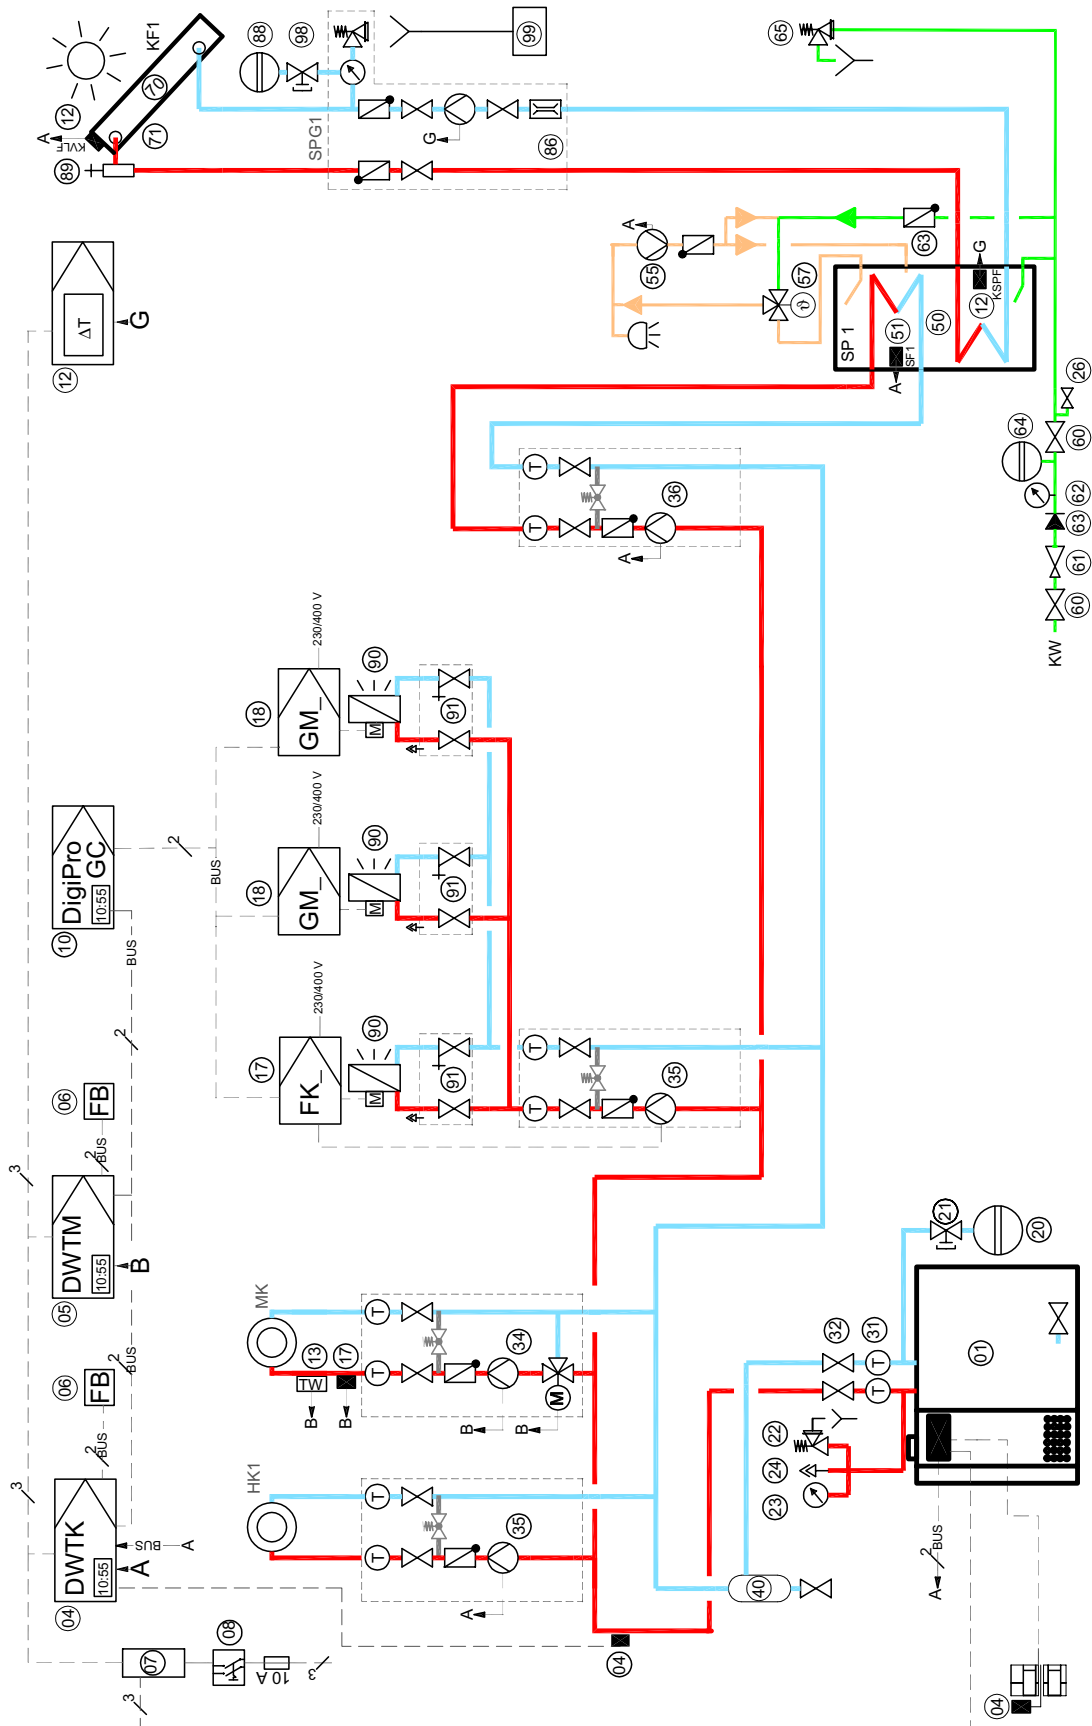 3
3
A
04
06
05
06
10
12
89
12
KVLF
DWTK
10:55
FB
2
BUS
DWTM
10:55
FB
2
BUS
DigiPro
GC
10:55
ΔT
3
07
A
BUS
A
2
BUS
B
2
BUS
G
71
70
KF1
2
BUS
08
10 A
3
HK1
MK
17
18
18
88
98
FK_
GM_
GM_
230/400 V
230/400 V
230/400 V
TW
13
B
17
B
M
90
M
90
M
90
SPG1
T
T
T
T
91
91
91
G
86
A
35
B
34
B
M
99
T
T
T
T
04
A
35
A
36
A
55
57
ϑ
40
23
24
22
65
32
31
T
T
SP 1
A
51
SF1
50
12
G
KSPF
63
A
2
BUS
01
21
20
04
KW
60
61
63
62
64
60
26